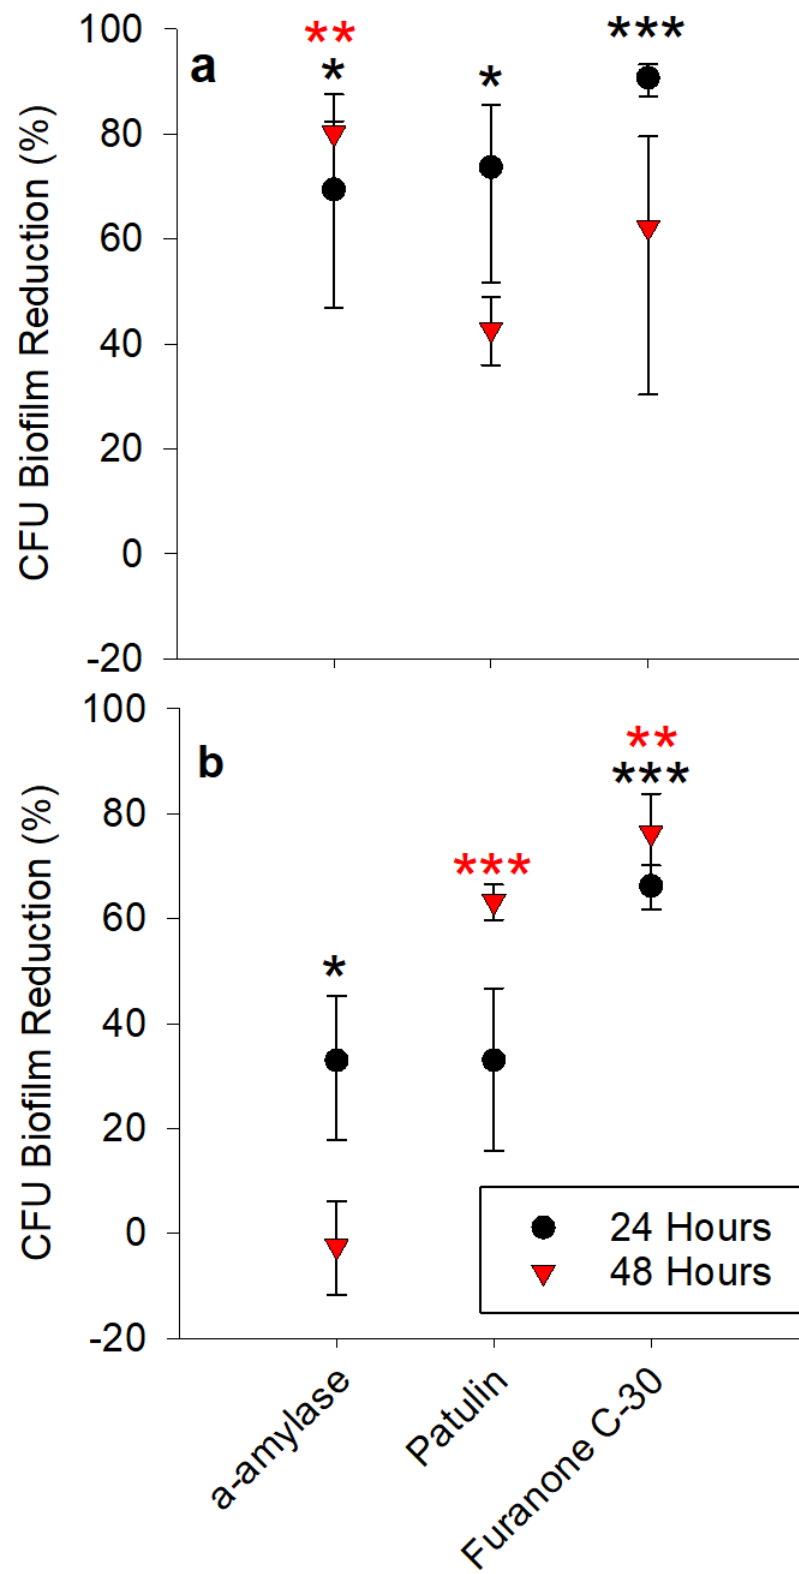 100
80
60
40
20
0
-20
CFU Biofilm Reduction (%)
a
**
*
*
***
100
80
60
40
20
0
-20
CFU Biofilm Reduction (%)
b
*
***
**
***
24 Hours
48 Hours
a-amylase
Patulin
Furanone C-30